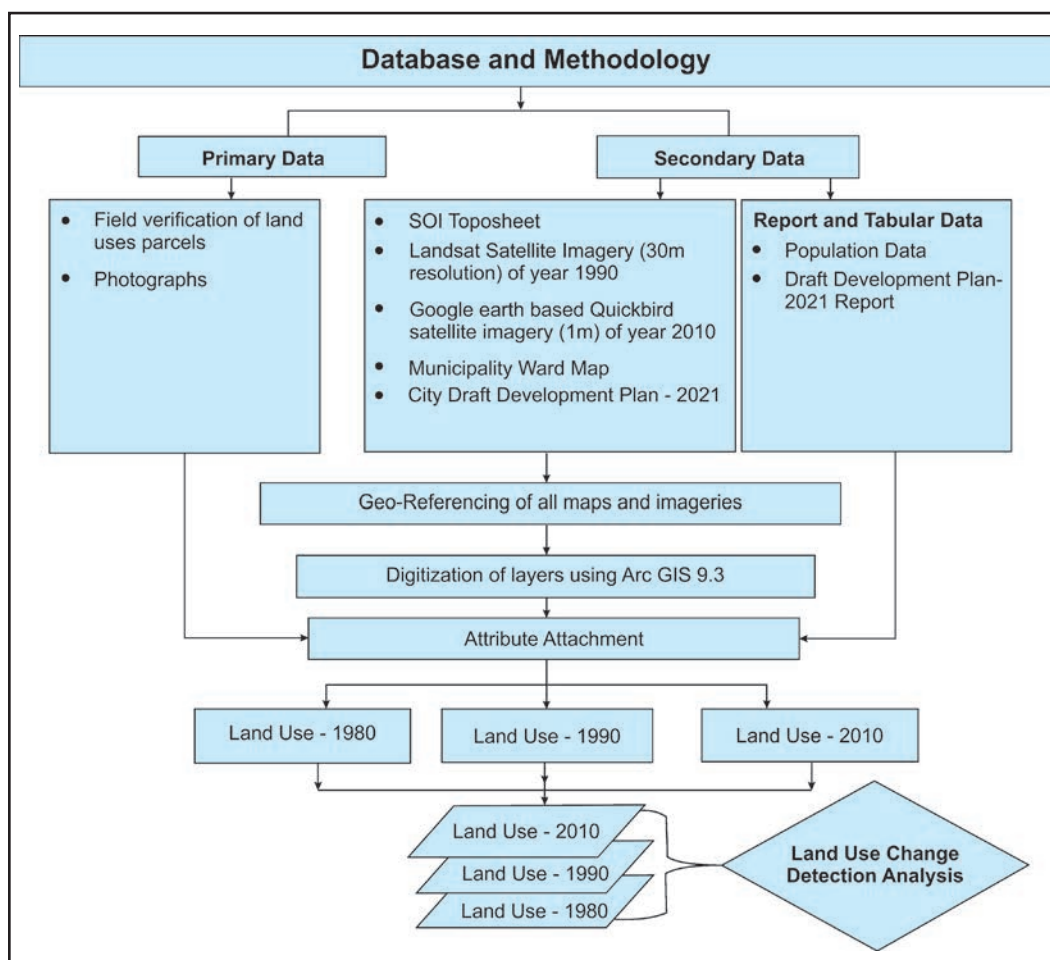 Database and Methodology
Primary Data
Secondary Data
• Field verification of land
uses parcels
• Photographs
• SOI Toposheet
• Landsat Satellite Imagery (30m
resolution) of year 1990
• Google earth based Quickbird
satellite imagery (1m) of year 2010
• Municipality Ward Map
• City Draft Development Plan - 2021
Report and Tabular Data
• Population Data
• Draft Development Plan-
2021 Report
Geo-Referencing of all maps and imageries
Digitization of layers using Arc GIS 9.3
Attribute Attachment
Land Use - 1980
Land Use - 1990
Land Use - 2010
Land Use - 2010
Land Use - 1990
Land Use - 1980
Land Use Change
Detection Analysis